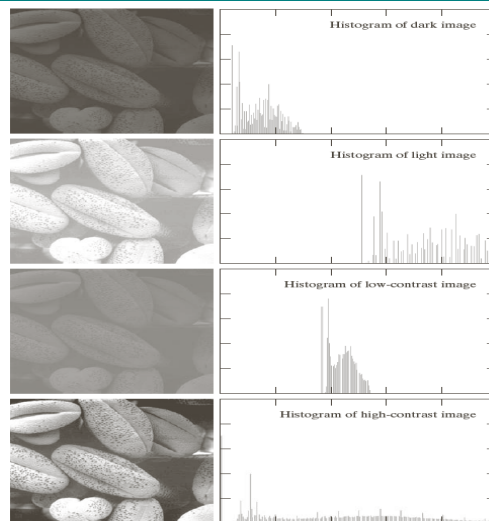 Histogram of dark image
Histogram of light image
Histogram of low-contrast image
Histogram of high-contrast image